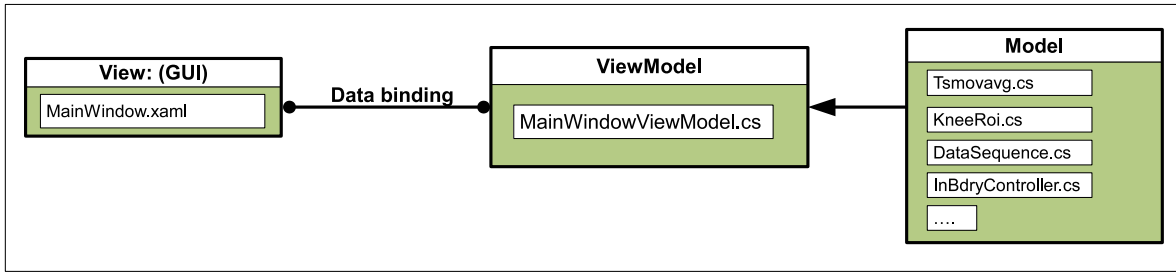 View: (GUI)
MainWindow.xaml
Data binding
ViewModel
MainWindowViewModel.cs
Model
Tsmovavg.cs
KneeRoi.cs
DataSequence.cs
InBdryController.cs
....